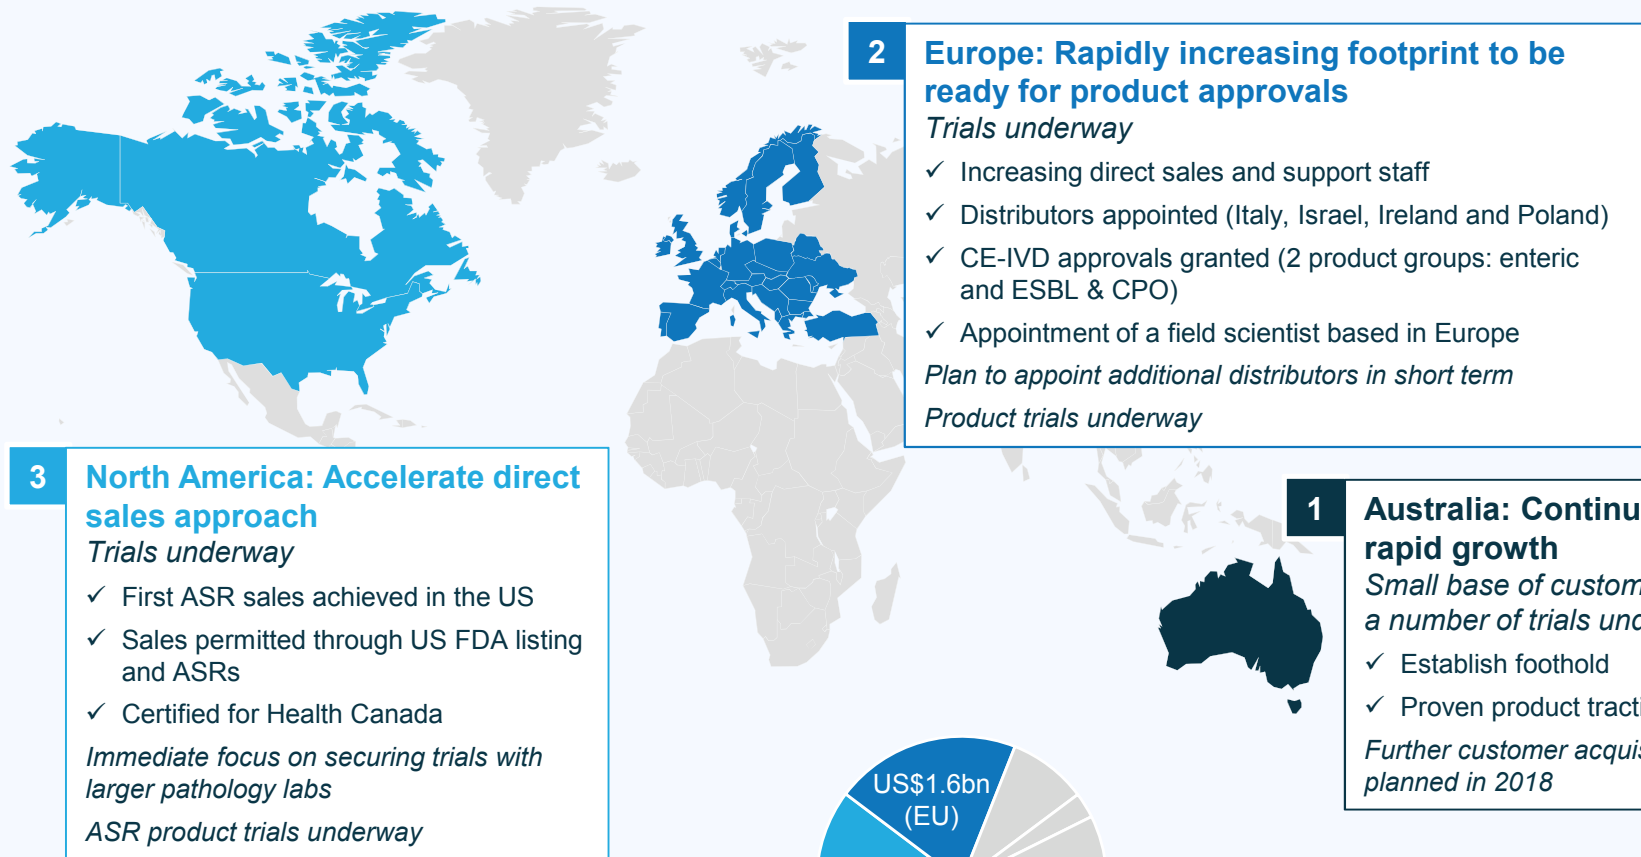 2
Europe: Rapidly increasing footprint to be
ready for product approvals
Trials underway
✓ Increasing direct sales and support staff
✓ Distributors appointed (Italy, Israel, Ireland and Poland)
✓ CE-IVD approvals granted (2 product groups: enteric
and ESBL & CPO)
✓ Appointment of a field scientist based in Europe
Plan to appoint additional distributors in short term
Product trials underway
3
North America: Accelerate direct
sales approach
Trials underway
✓ First ASR sales achieved in the US
✓ Sales permitted through US FDA listing
and ASRs
✓ Certified for Health Canada
Immediate focus on securing trials with
larger pathology labs
ASR product trials underway
1
Australia:
rapid growth
Small base of
a number of trials
✓ Establish foothold
✓ Proven product
Further customer
planned in 2018
US$1.6bn
(EU)